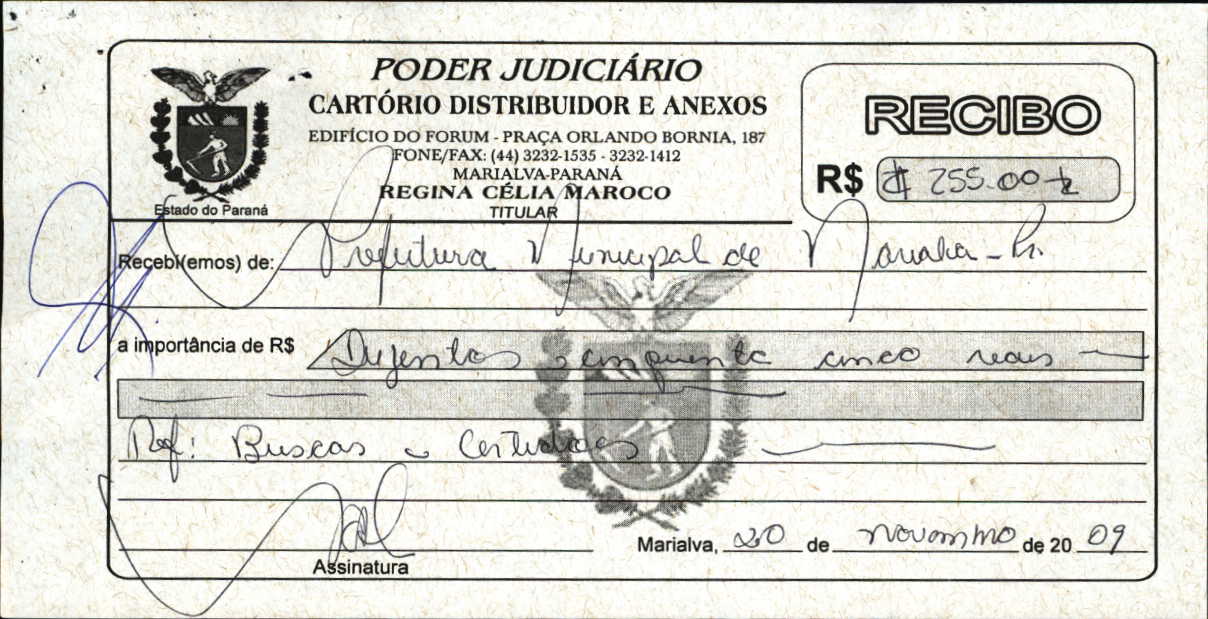 PODER JUDICIÁRIO
CARTÓRIO DISTRIBUIDOR E ANEXOS
EDIFÍCIO DO FORUM - PRAÇA ORLANDO BORNIA, 187
FONE/FAX: (44) 3232-1535 - 3232-1412
MARIALVA-PARANÁ
REGINA CÉLIA MAROCO
TITULAR
Estado do Paraná
RECIBO
R$ 255.00
Recebi(emos) de: Prefeitura Municipal de
a importância de R$ Duzentos cinquenta cinco reais
Ref: Buscas e Certidões
Marialva, 20 de novembro de 20 09
Assinatura